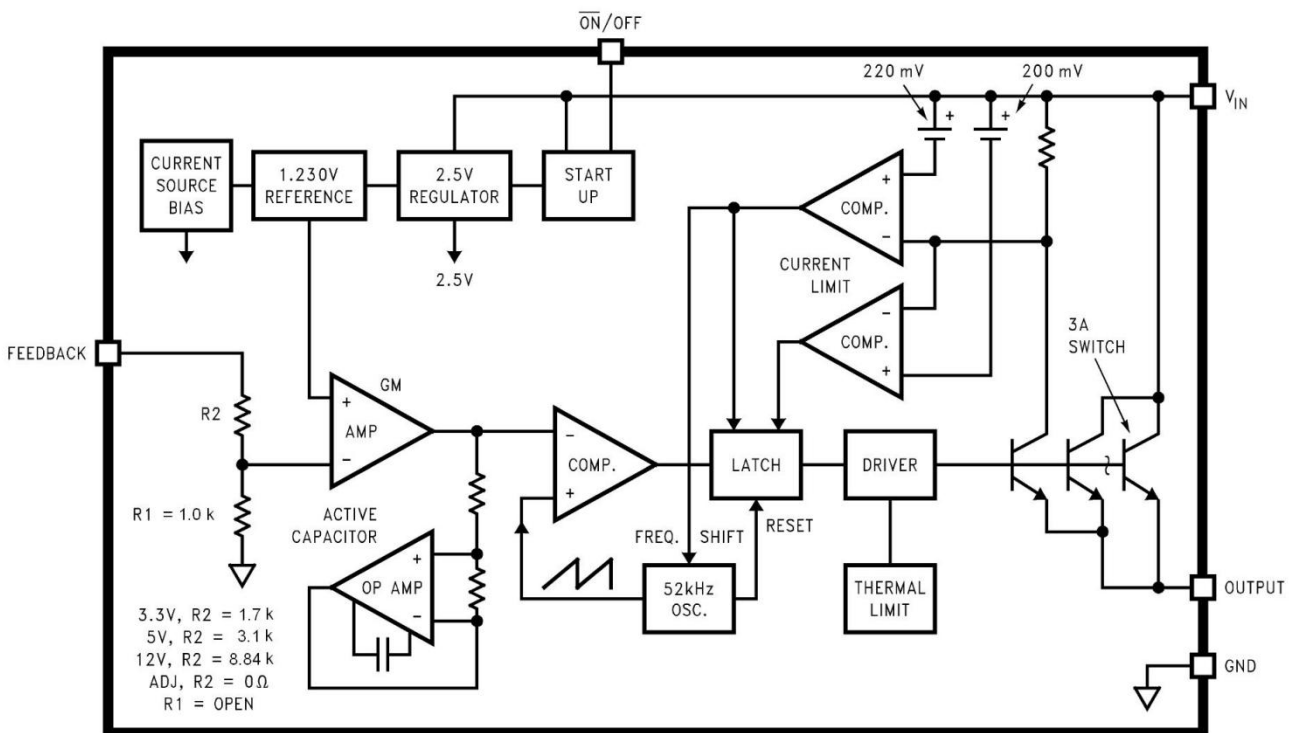 ON/OFF
220 mV
200 mV
+
+
V_IN
CURRENT
SOURCE
BIAS
1.230V
REFERENCE
2.5V
REGULATOR
START
UP
+
COMP.
-
2.5V
CURRENT
LIMIT
-
COMP.
+
3A
SWITCH
FEEDBACK
R2
GM
+
AMP
-
-
COMP.
+
LATCH
DRIVER
R1 = 1.0 k
ACTIVE
CAPACITOR
+
OP AMP
-
FREQ. SHIFT
RESET
52kHz
OSC.
THERMAL
LIMIT
OUTPUT
GND
3.3V, R2 = 1.7 k
5V, R2 = 3.1 k
12V, R2 = 8.84 k
ADJ, R2 = 0Ω
R1 = OPEN